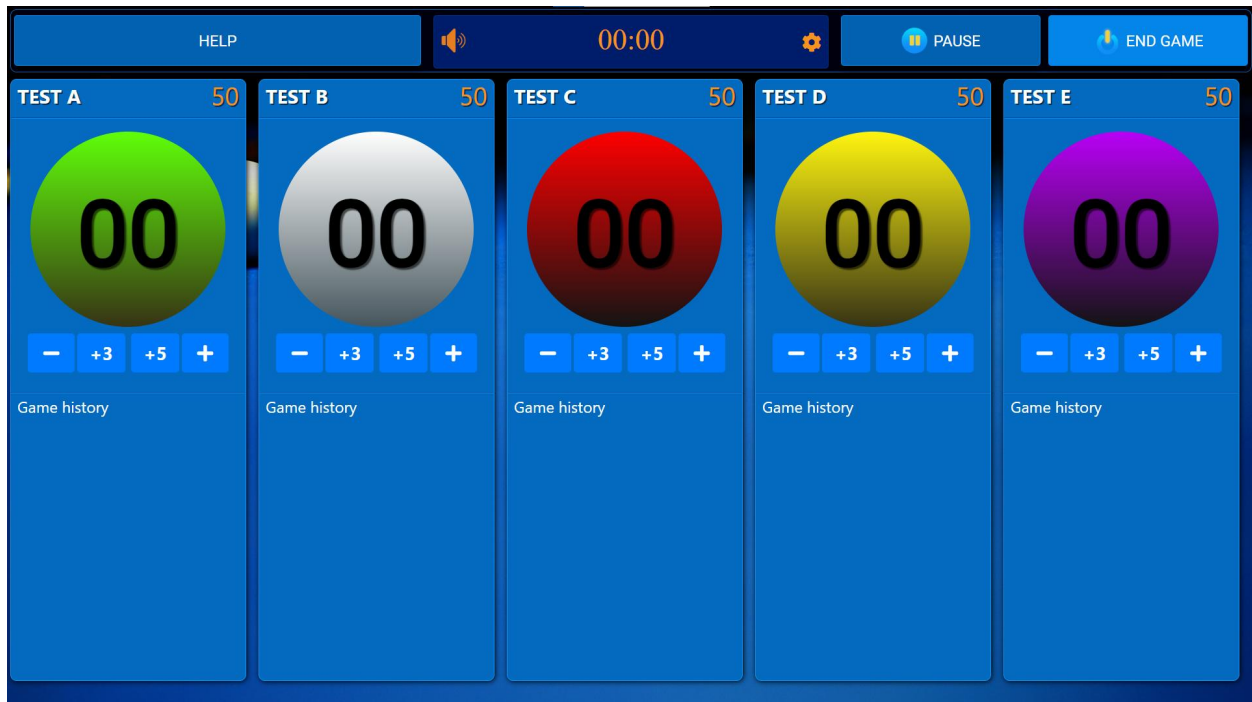 HELP 00:00 PAUSE END GAME
TEST A 50 TEST B 50 TEST C 50 TEST D 50 TEST E 50
00 00 00 00 00
− +3 +5 + − +3 +5 + − +3 +5 + − +3 +5 + − +3 +5 +
Game history Game history Game history Game history Game history